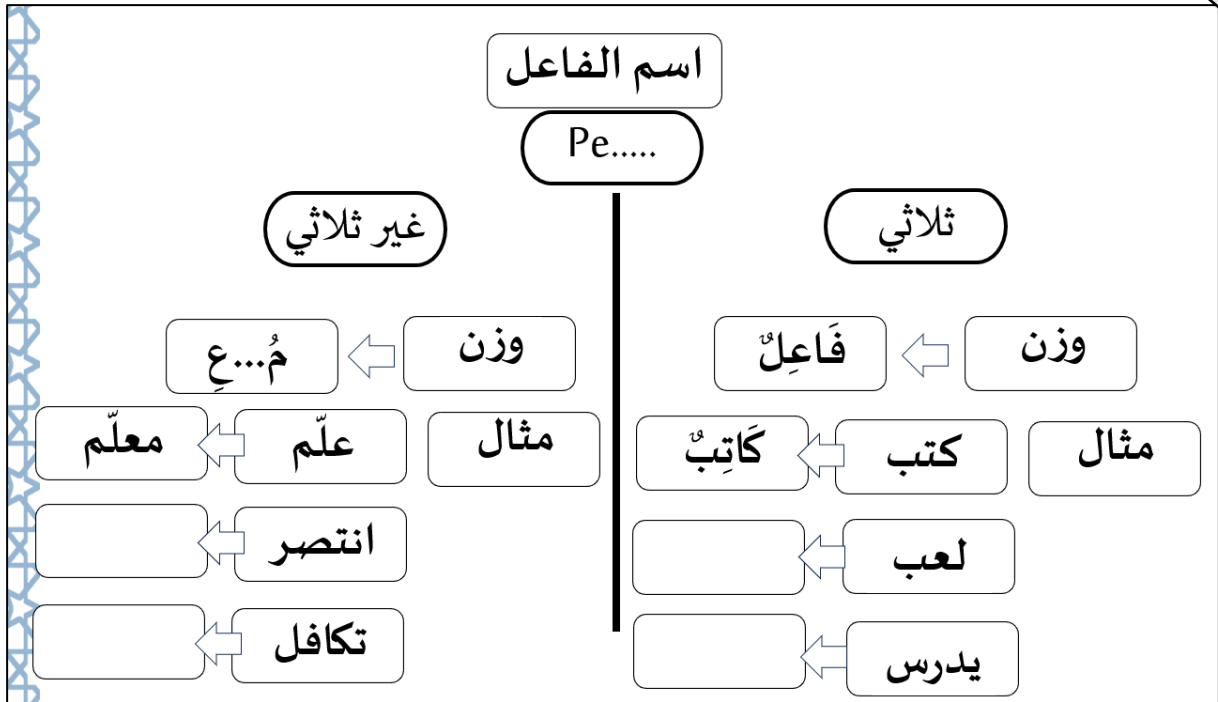 اسم الفاعل
Pe.....
ثلاثي
غير ثلاثي
وزن
فَاعِلٌ
وزن
مُ...عِ
مثال
كتب
كَاتِبٌ
مثال
علّم
معلّم
لعب
انتصر
يدرس
تكافل